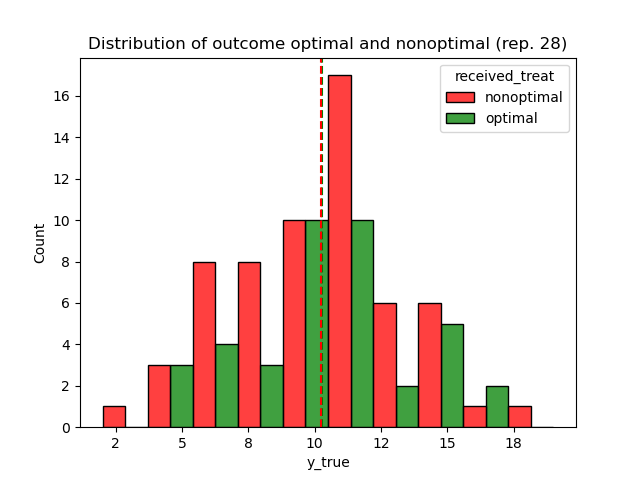 Distribution of outcome optimal and nonoptimal (rep. 28)
received_treat
nonoptimal
optimal
16
14
12
10
8
6
4
2
0
Count
2 5 8 10 12 15 18
y_true